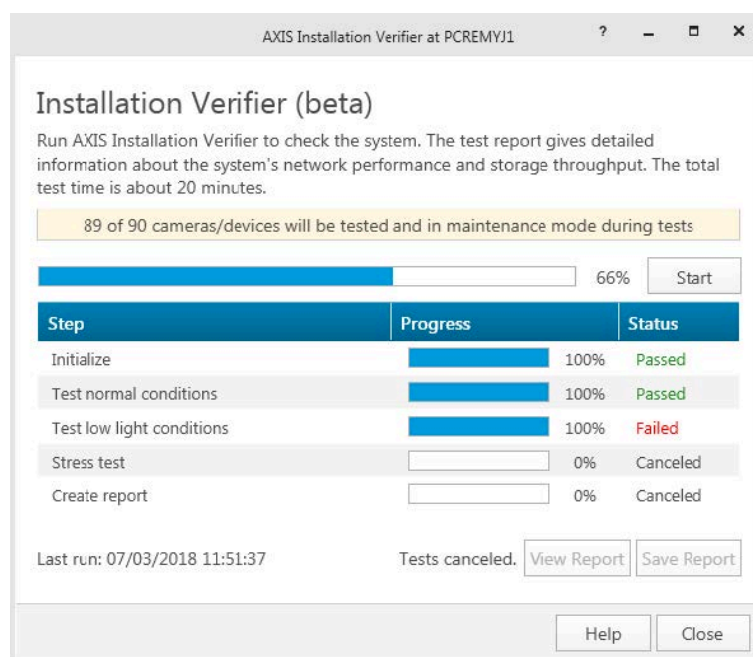 AXIS Installation Verifier at PCREMYJ1
?
Installation Verifier (beta)
Run AXIS Installation Verifier to check the system. The test report gives detailed
information about the system's network performance and storage throughput. The total
test time is about 20 minutes.
89 of 90 cameras/devices will be tested and in maintenance mode during tests
66% Start
Step Progress Status
Initialize 100% Passed
Test normal conditions 100% Passed
Test low light conditions 100% Failed
Stress test 0% Canceled
Create report 0% Canceled
Last run: 07/03/2018 11:51:37 Tests canceled. View Report Save Report
Help Close